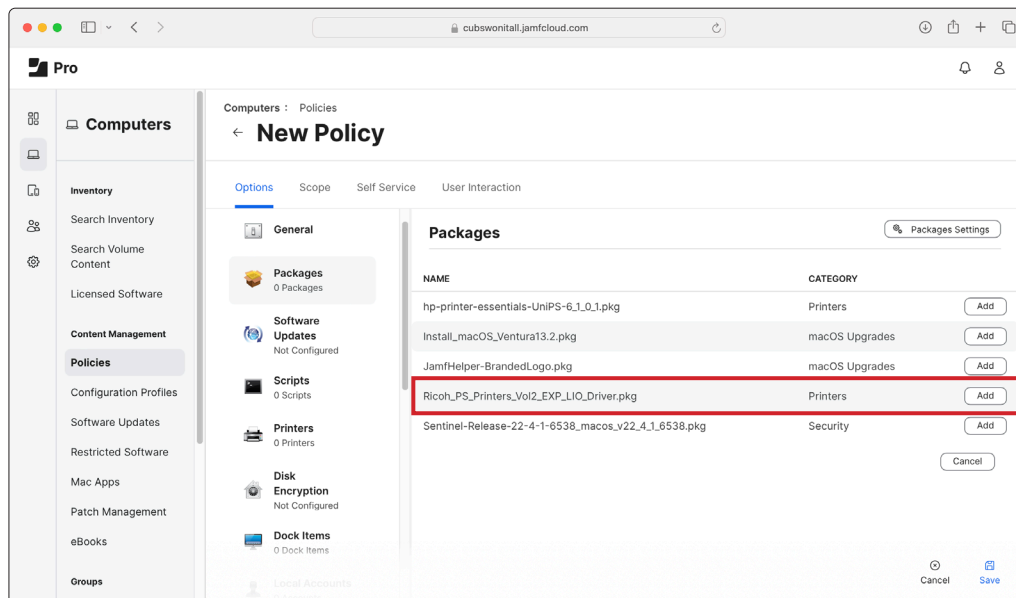 cubswonitall.jamfcloud.com
Pro
Computers
Inventory
Search Inventory
Search Volume
Content
Licensed Software
Content Management
Policies
Configuration Profiles
Software Updates
Restricted Software
Mac Apps
Patch Management
eBooks
Groups
Computers : Policies
New Policy
Options Scope Self Service User Interaction
General
Packages
0 Packages
Software
Updates
Not Configured
Scripts
0 Scripts
Printers
0 Printers
Disk
Encryption
Not Configured
Dock Items
0 Dock Items
Local Accounts
Packages
Packages Settings
NAME CATEGORY
hp-printer-essentials-UniPS-6_1_0_1.pkg Printers Add
Install_macOS_Ventura13.2.pkg macOS Upgrades Add
JamfHelper-BrandedLogo.pkg macOS Upgrades Add
Ricoh_PS_Printers_Vol2_EXP_LIO_Driver.pkg Printers Add
Sentinel-Release-22-4-1-6538_macos_v22_4_1_6538.pkg Security Add
Cancel
Cancel Save